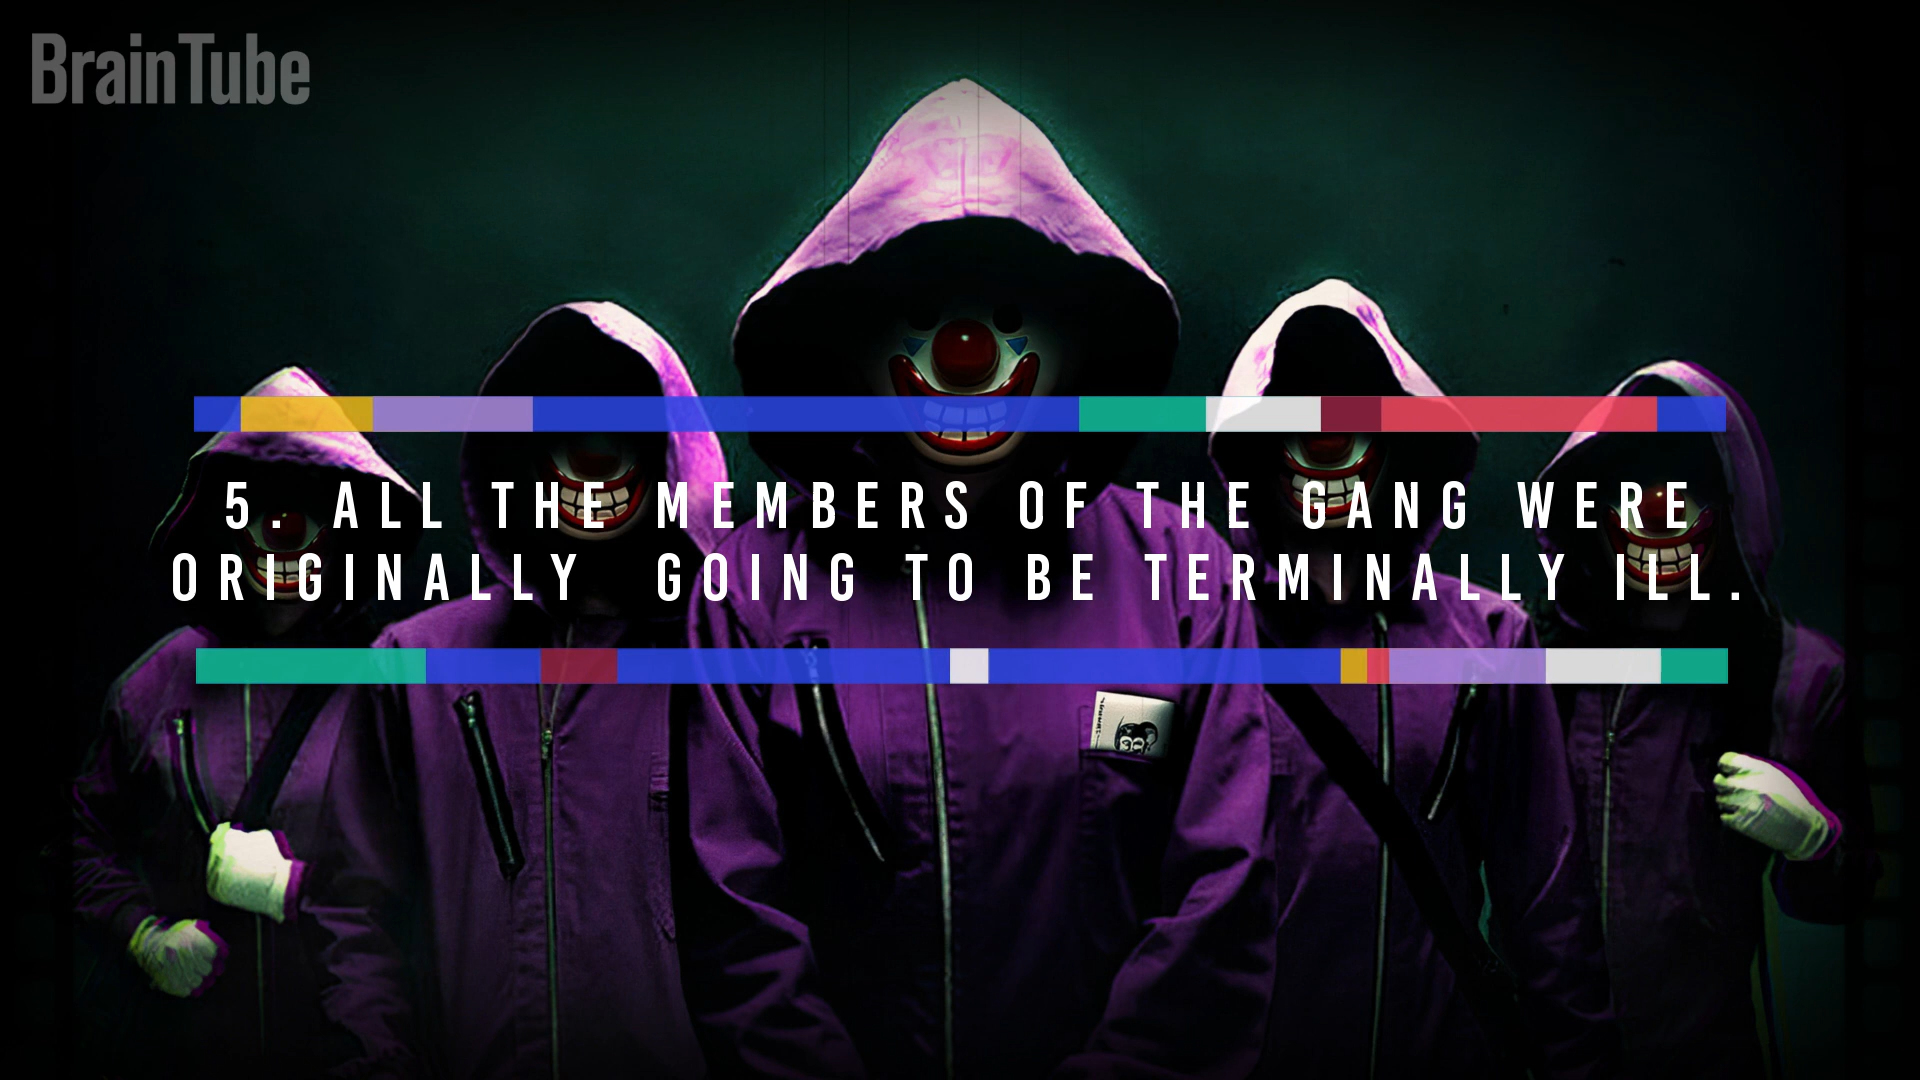 BrainTube
5. ALL THE MEMBERS OF THE GANG WERE
ORIGINALLY GOING TO BE TERMINALLY ILL.